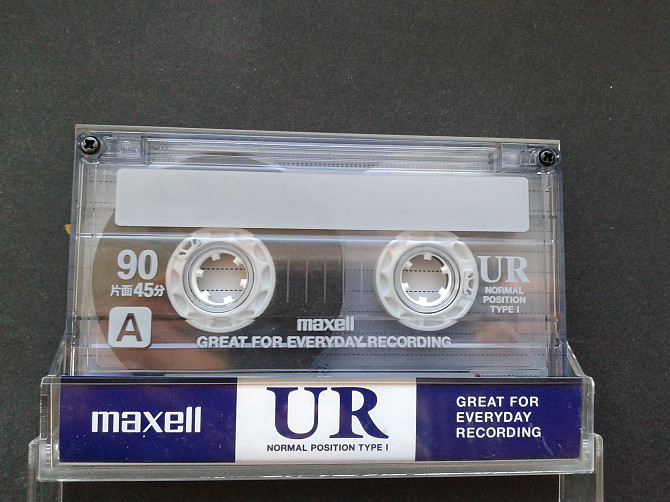 90
片面45分
A
UR
NORMAL
POSITION
TYPE I
maxell
GREAT FOR EVERYDAY RECORDING
maxell
UR
NORMAL POSITION TYPE I
GREAT FOR
EVERYDAY
RECORDING